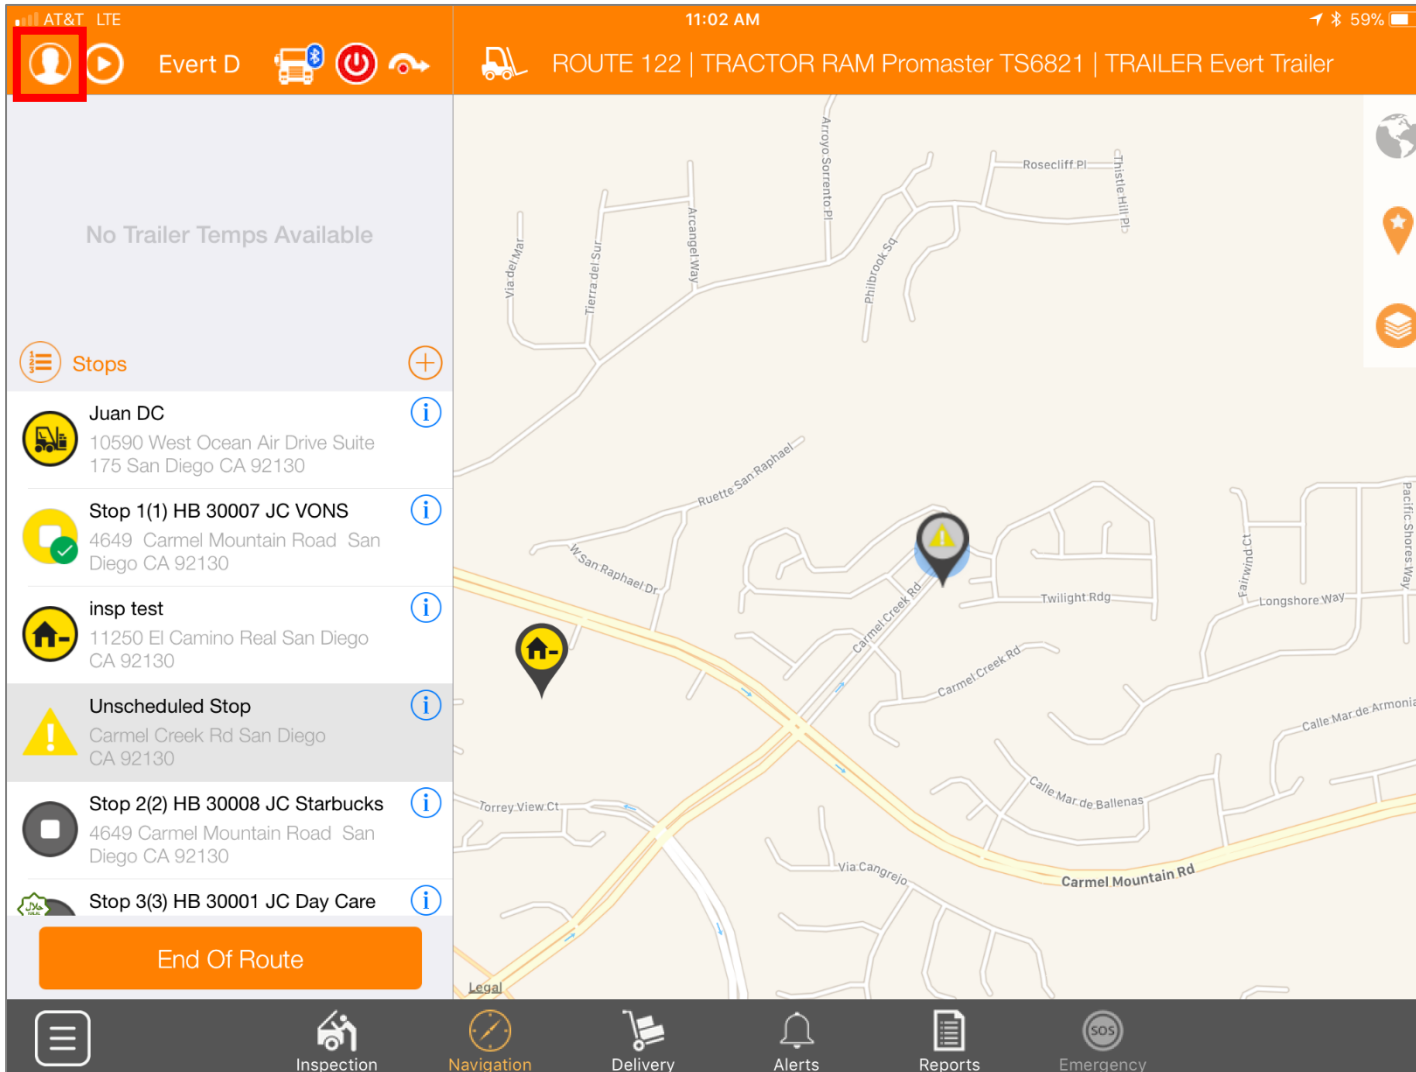 AT&T LTE
11:02 AM
59%
Evert D
ROUTE 122 | TRACTOR RAM Promaster TS6821 | TRAILER Evert Trailer
No Trailer Temps Available
Stops
Juan DC
10590 West Ocean Air Drive Suite
175 San Diego CA 92130
Stop 1(1) HB 30007 JC VONS
4649 Carmel Mountain Road San
Diego CA 92130
insp test
11250 El Camino Real San Diego
CA 92130
Unscheduled Stop
Carmel Creek Rd San Diego
CA 92130
Stop 2(2) HB 30008 JC Starbucks
4649 Carmel Mountain Road San
Diego CA 92130
Stop 3(3) HB 30001 JC Day Care
End Of Route
Arroyo Sorrento Pl
Rosecliff Pl
Thistle Hill Pl
Via del Mar
Tierra del Sur
Arcangel Way
Philbrook Sq
Ruette San Raphael
W San Raphael Dr
Carmel Creek Rd
Twilight Rdg
Fairwind Ct
Longshore Way
Pacific Shores Way
Carmel Creek Rd
Calle Mar de Armonia
Calle Mar de Ballenas
Torrey View Ct
Via Cangrejo
Carmel Mountain Rd
Legal
Inspection
Navigation
Delivery
Alerts
Reports
SOS
Emergency